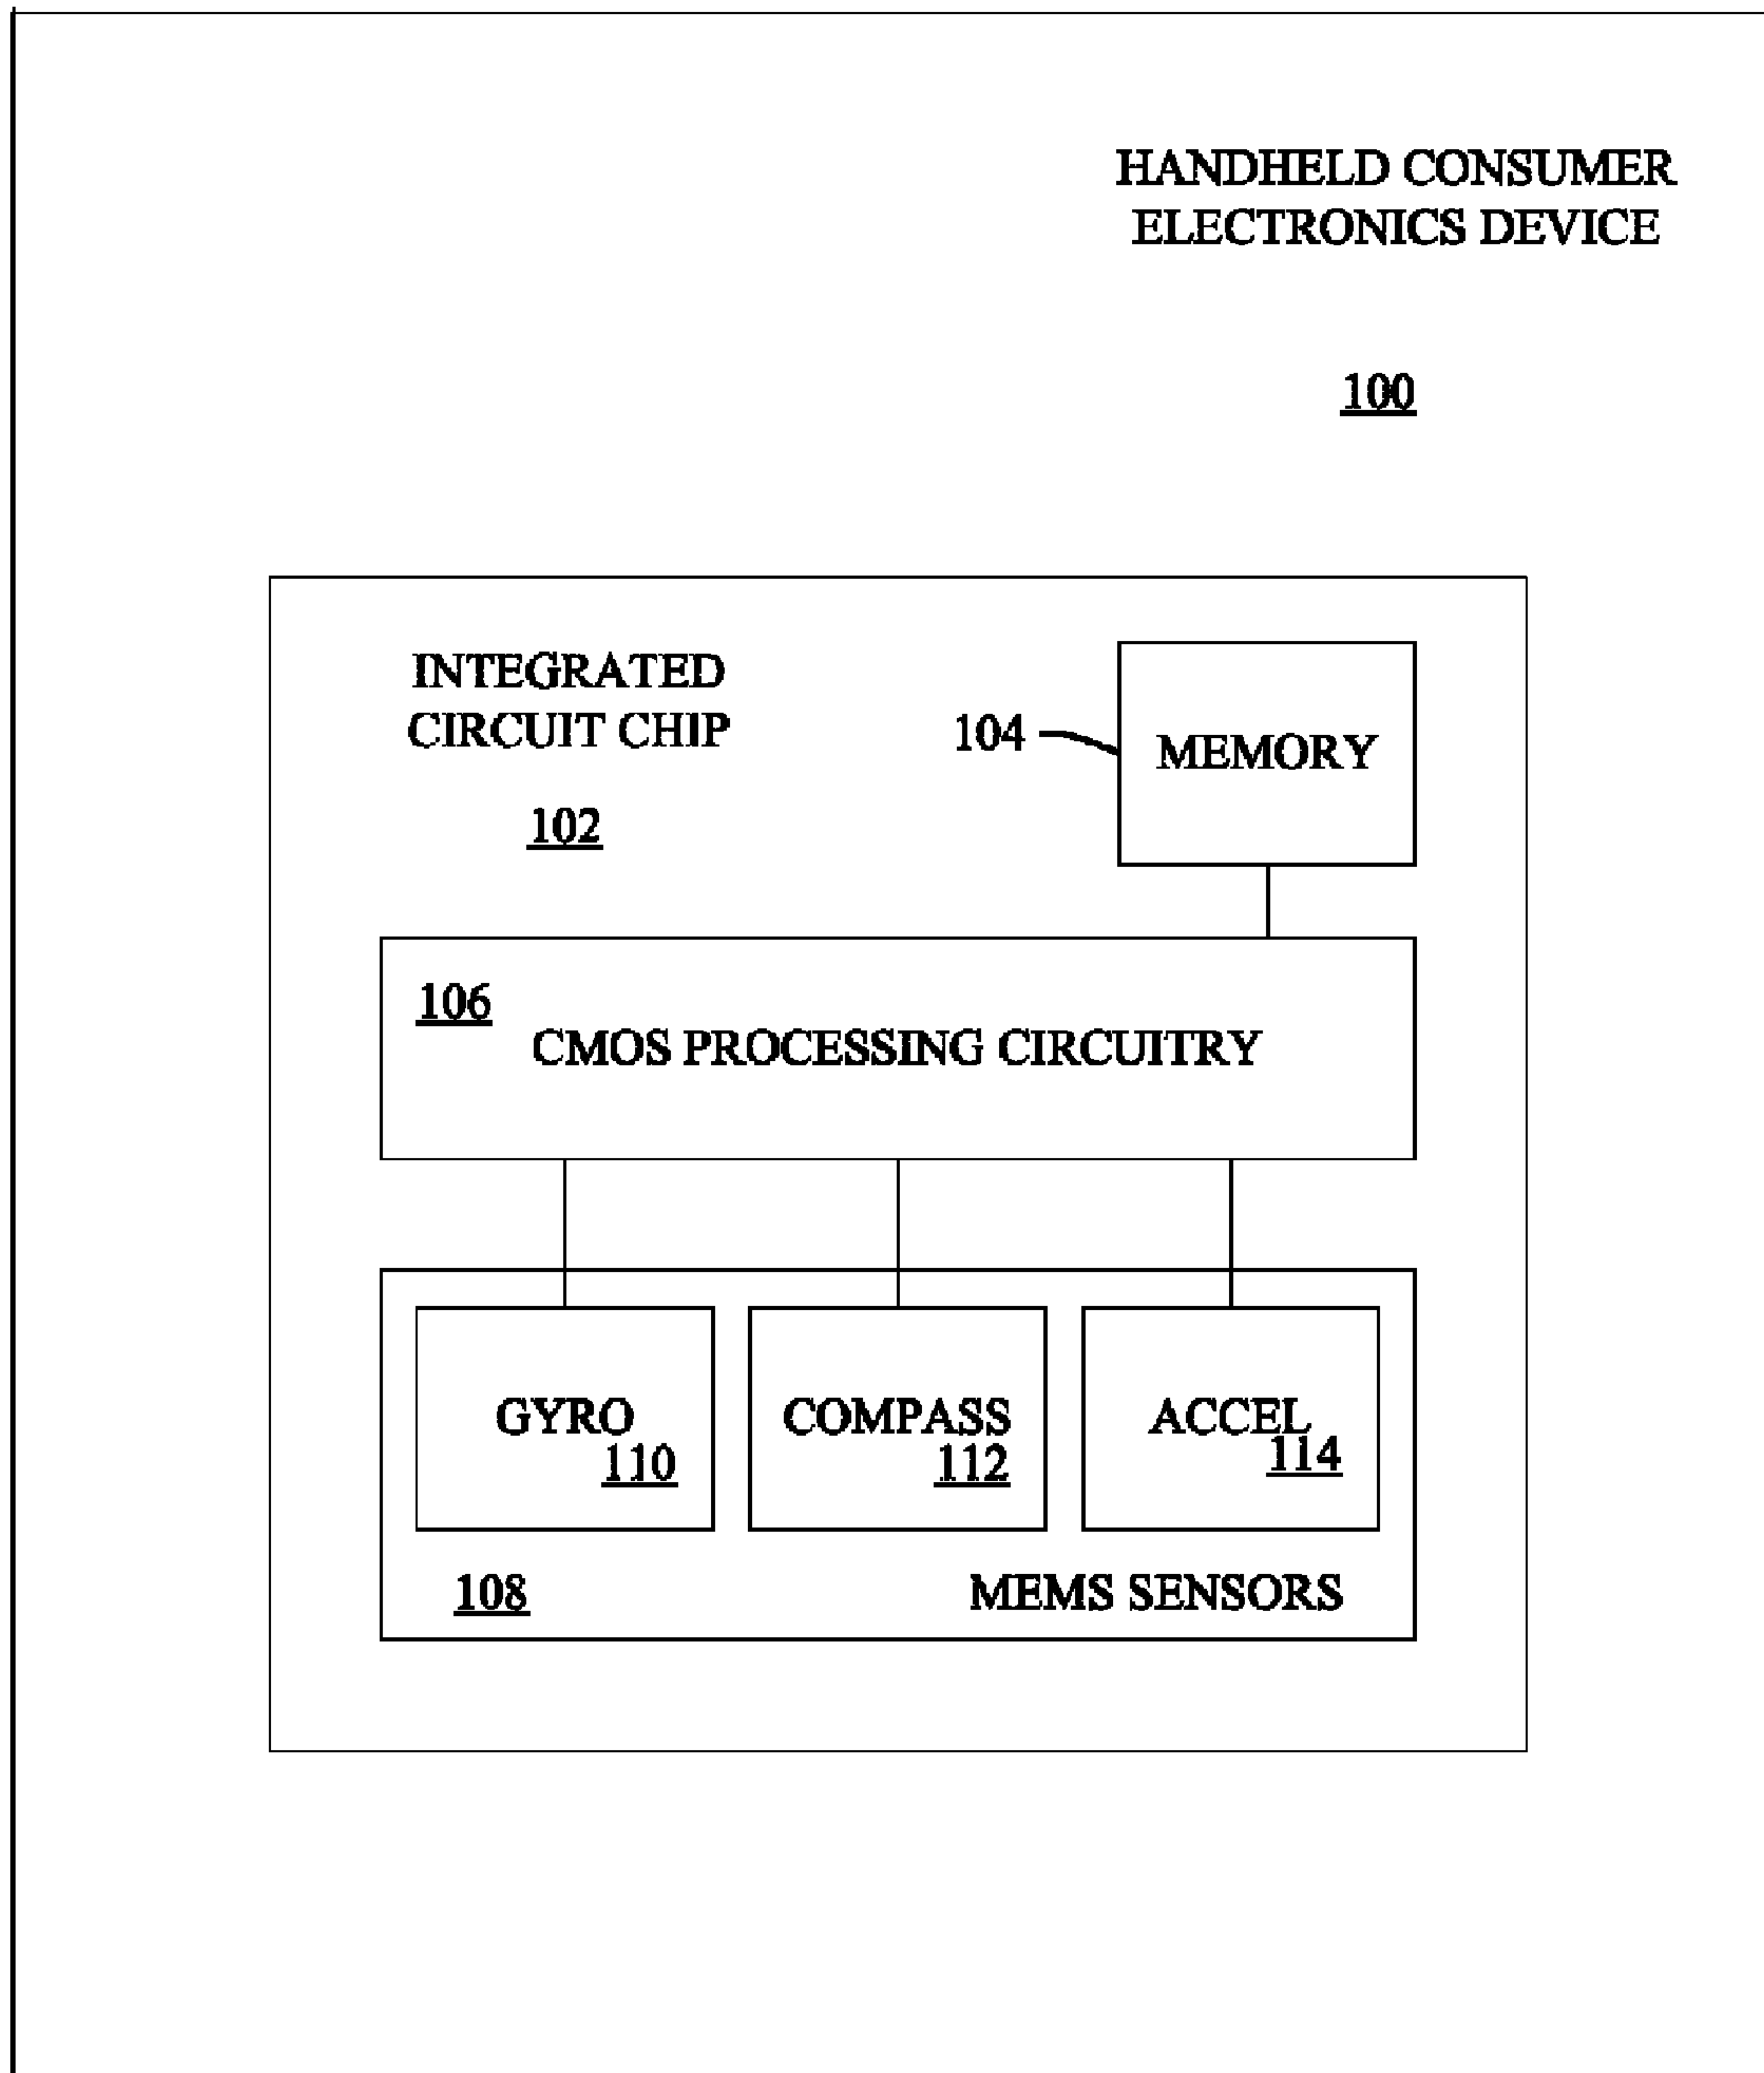 HANDHELD CONSUMER
ELECTRONICS DEVICE
100
INTEGRATED
CIRCUIT CHIP
102
104
MEMORY
106
CMOS PROCESSING CIRCUITRY
GYRO
110
COMPASS
112
ACCEL
114
108
MEMS SENSORS